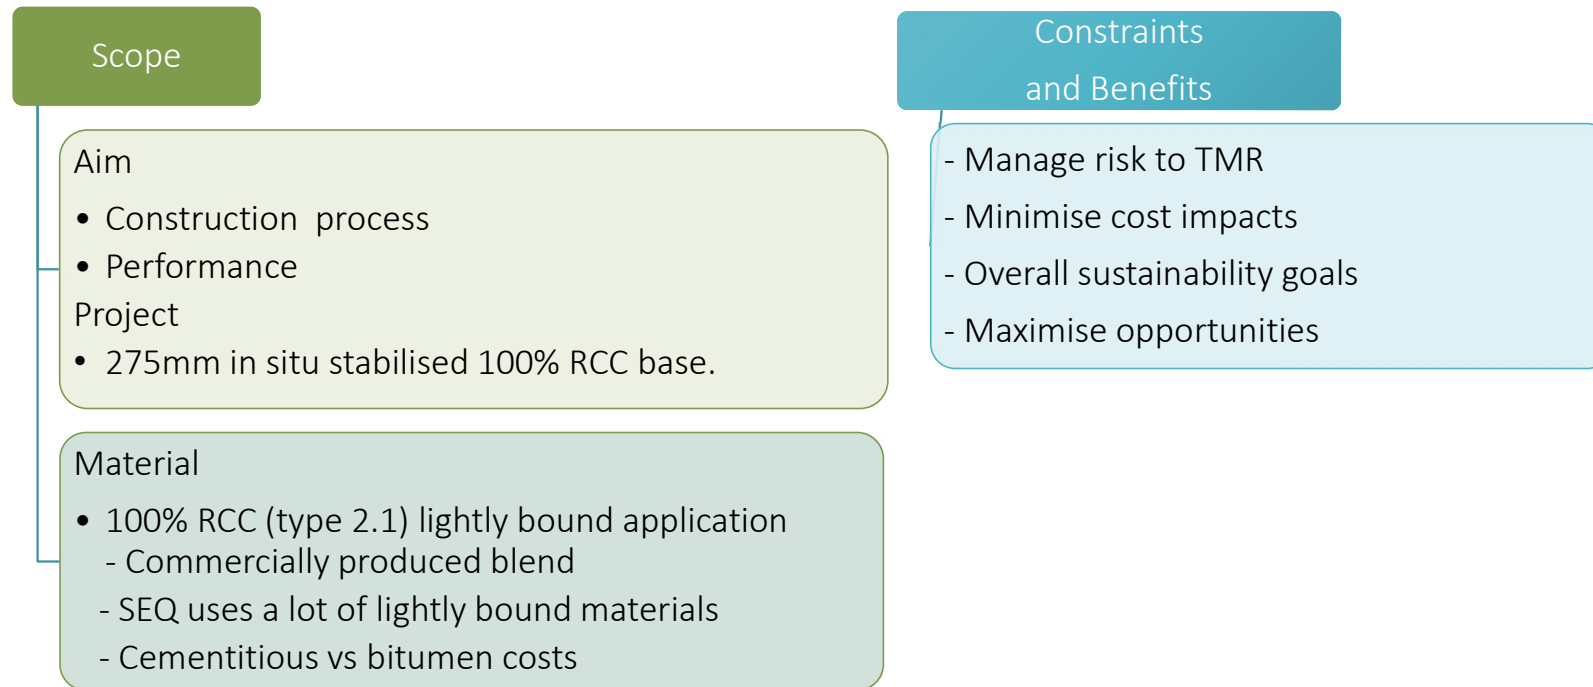 Scope
Aim
• Construction process
• Performance
Project
• 275mm in situ stabilised 100% RCC base.
Material
• 100% RCC (type 2.1) lightly bound application
- Commercially produced blend
- SEQ uses a lot of lightly bound materials
- Cementitious vs bitumen costs
Constraints
and Benefits
- Manage risk to TMR
- Minimise cost impacts
- Overall sustainability goals
- Maximise opportunities